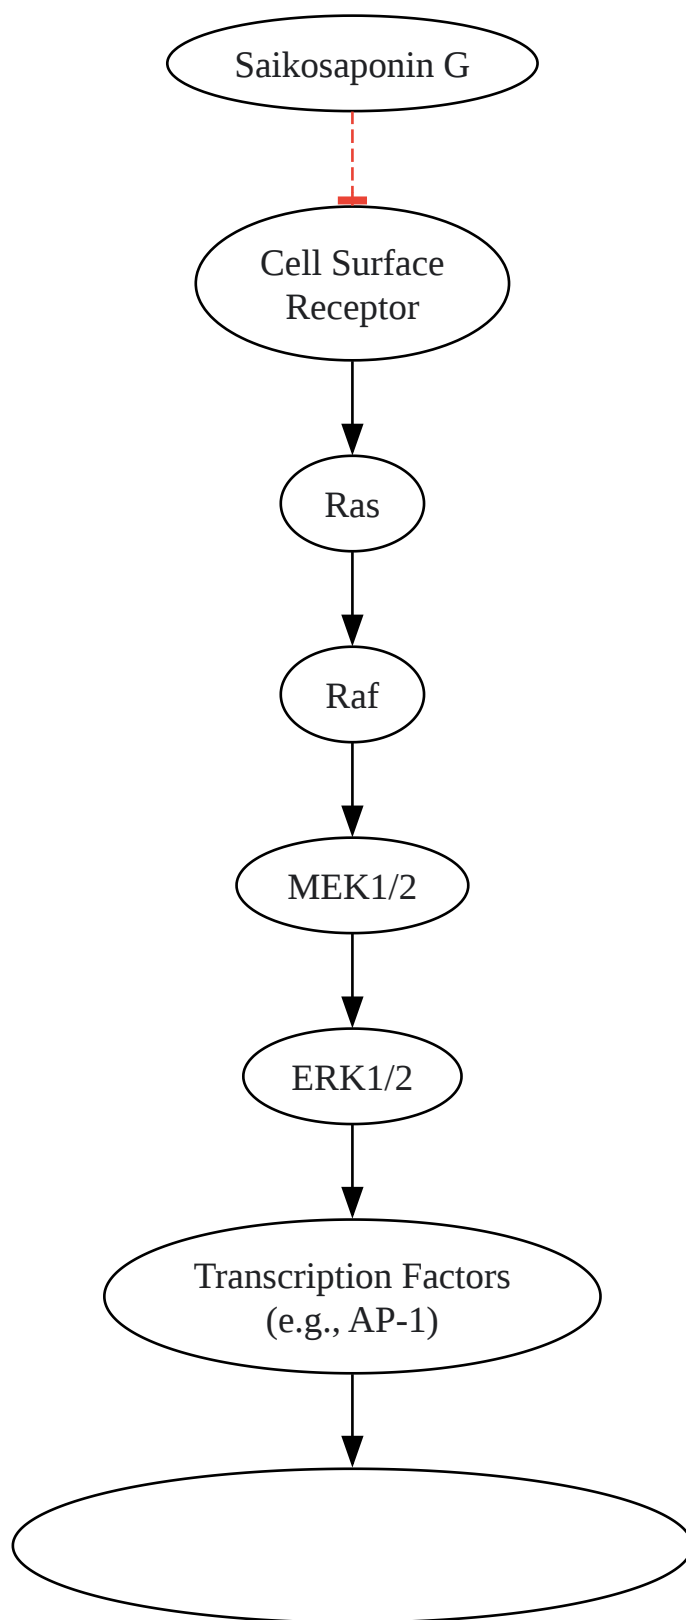 Saikosaponin G
Cell Surface
Receptor
Ras
Raf
MEK1/2
ERK1/2
Transcription Factors
(e.g., AP-1)